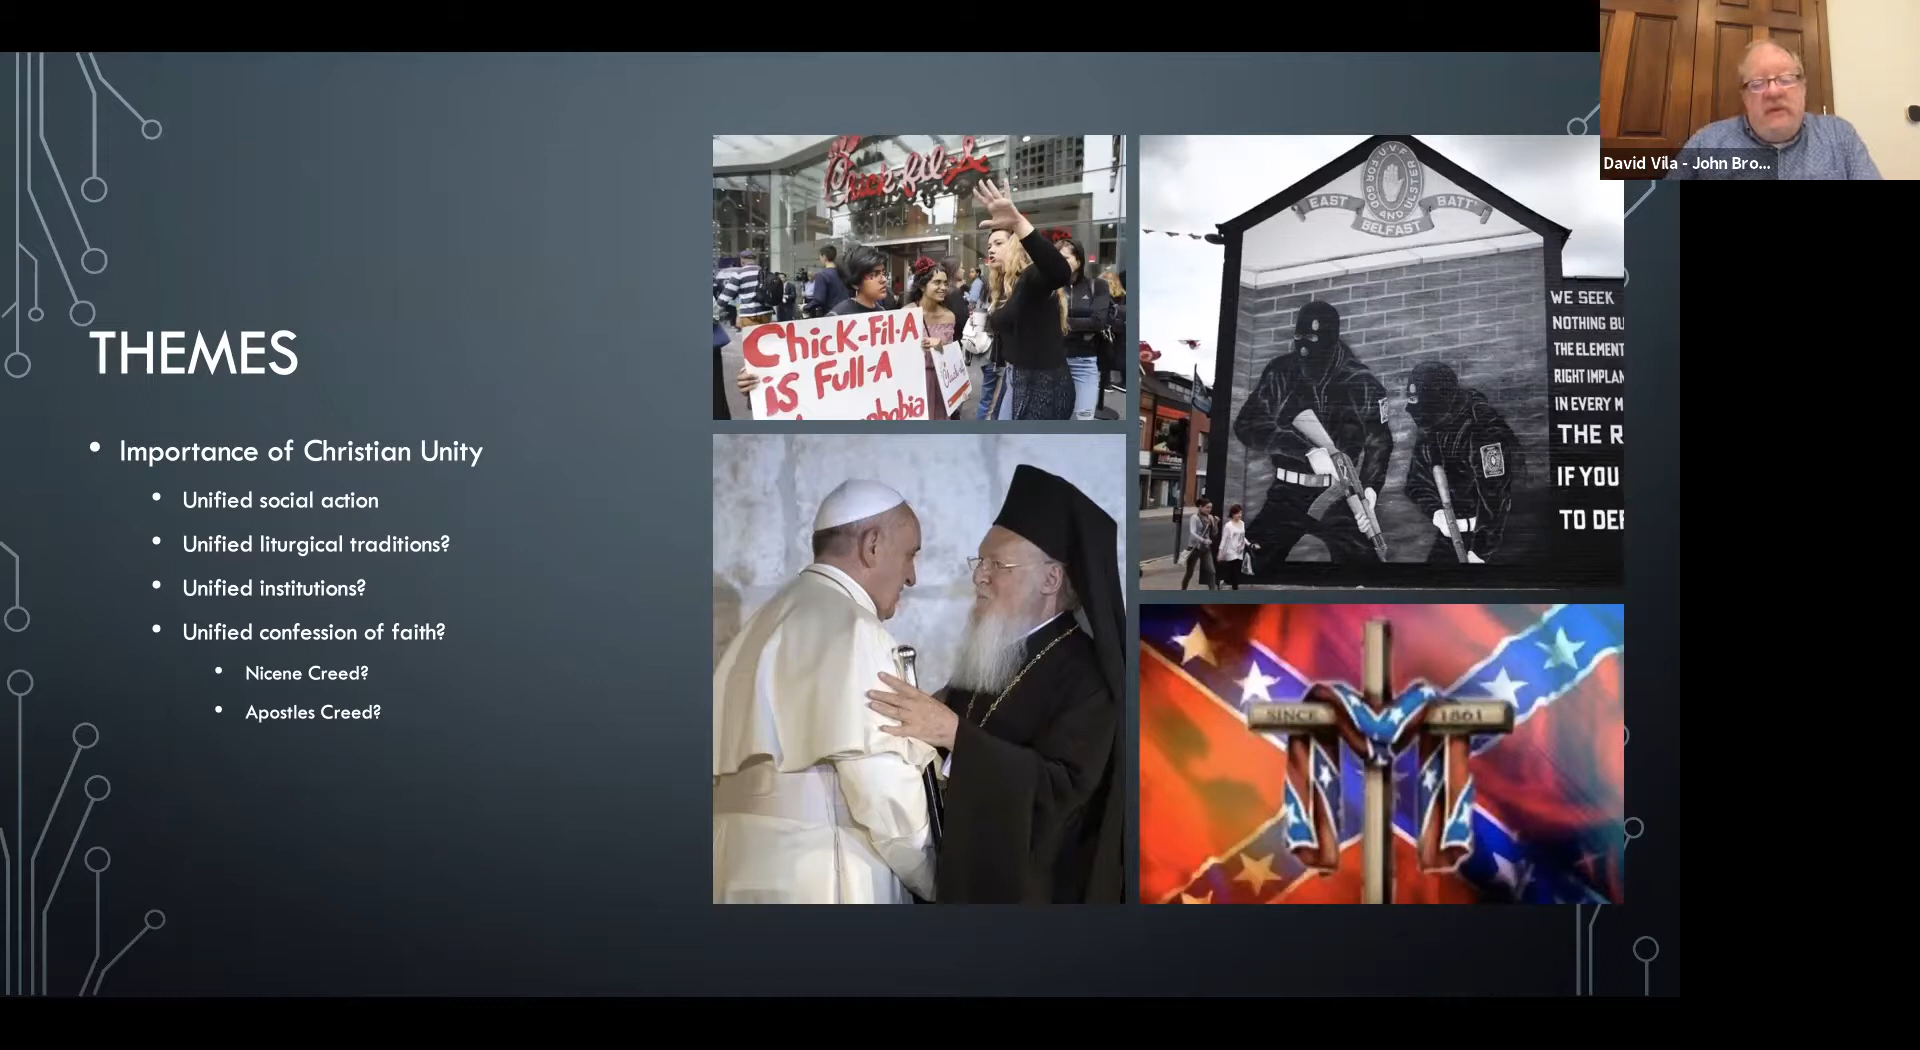 THEMES
Importance of Christian Unity
Unified social action
Unified liturgical traditions?
Unified institutions?
Unified confession of faith?
Nicene Creed?
Apostles Creed?
Chick-fil-A
Chick-Fil-A
is Full-A
U.V.F.
FOR GOD AND ULSTER
EAST BATT
BELFAST
WE SEEK
NOTHING BU
THE ELEMENT
RIGHT IMPLAN
IN EVERY M
THE R
IF YOU
TO DEF
SINCE 1861
David Vila - John Bro...